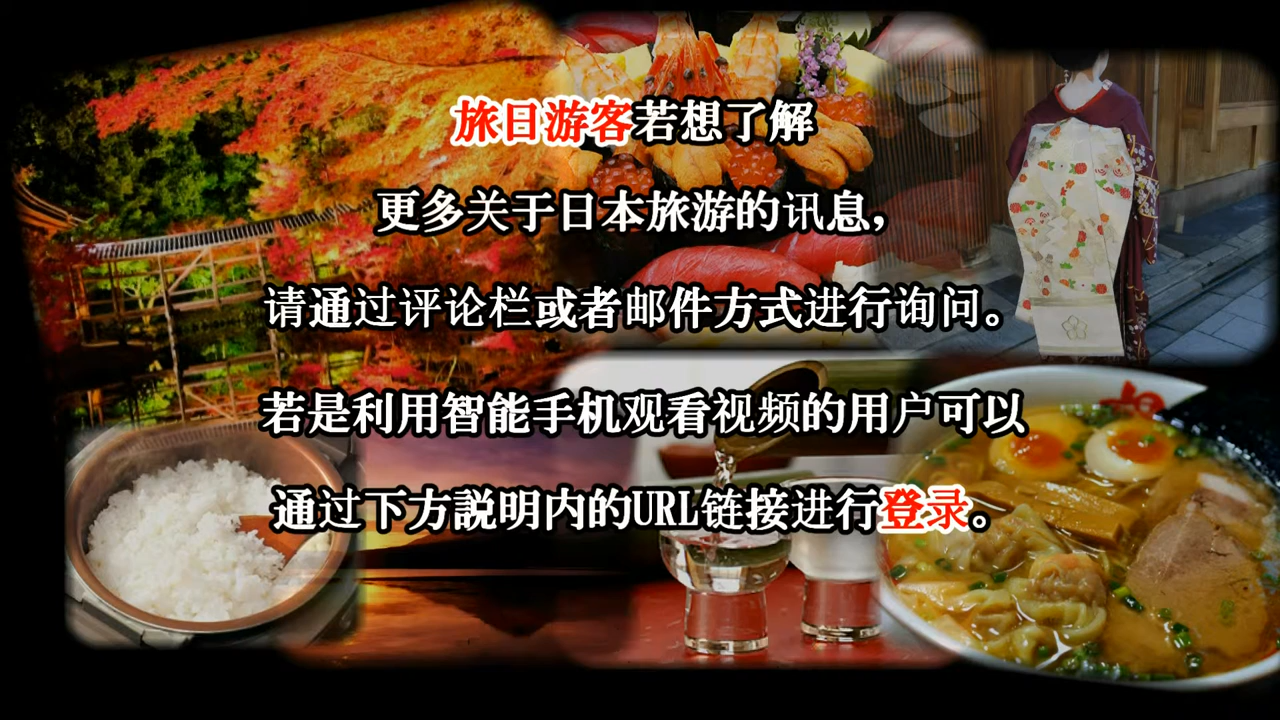 旅日游客若想了解
更多关于日本旅游的讯息，
请通过评论栏或者邮件方式进行询问。
若是利用智能手机观看视频的用户可以
通过下方説明内的URL链接进行登录。